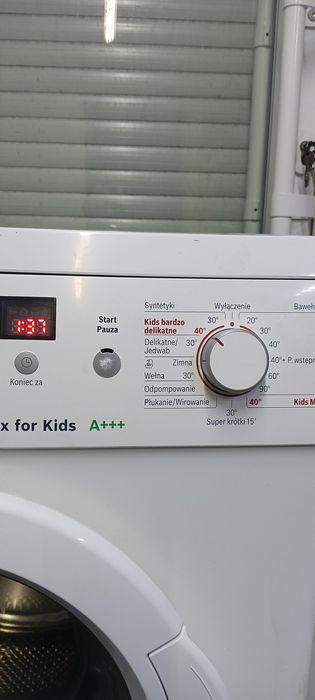 Syntetyki
Wyłączenie
Baweł
30° 20°
Kids bardzo
delikatne 40°
30°
Delikatne/ 30°
Jedwab
40°
Zimna
40°+ P. wstępn
Wełna 30°
60°
Odpompowanie
90°
Płukanie/Wirowanie
40° Kids M
30°
Super krótki 15'
1:37
Start
Pauza
Koniec za
x for Kids A+++